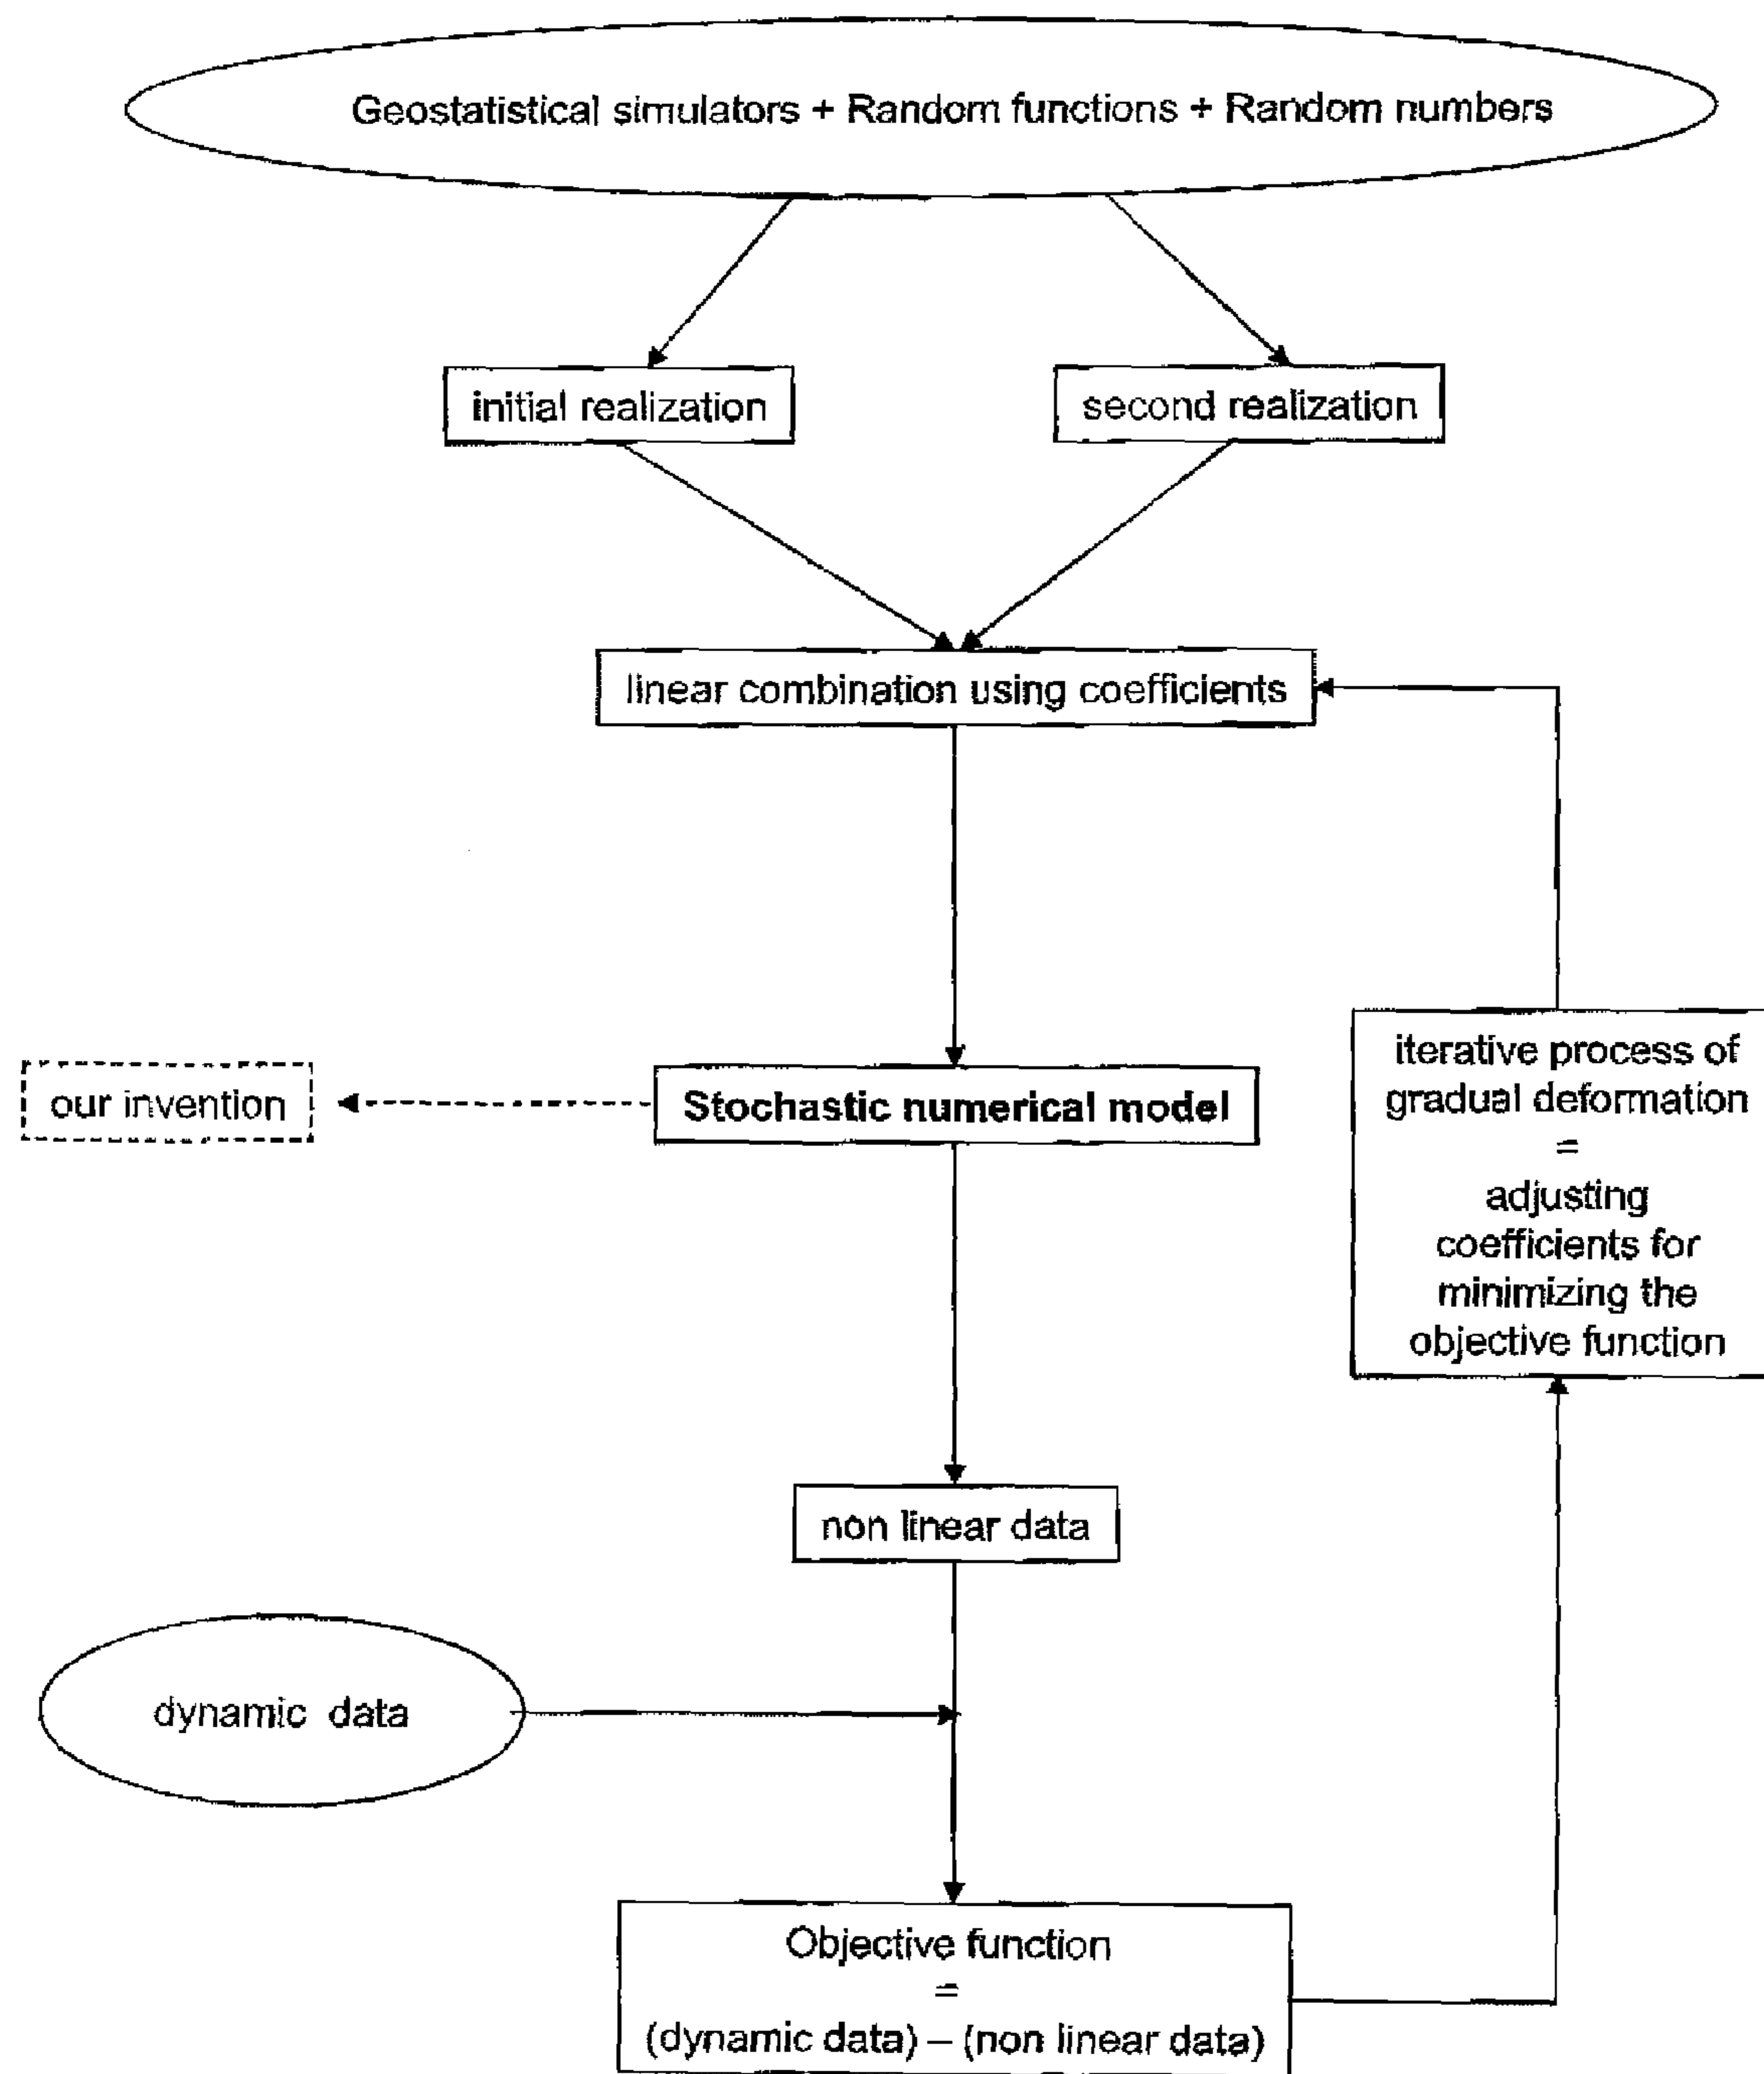 Geostatistical simulators + Random functions + Random numbers
initial realization
second realization
linear combination using coefficients
iterative process of
gradual deformation
=
adjusting
coefficients for
minimizing the
objective function
our invention
Stochastic numerical model
non linear data
dynamic data
Objective function
=
(dynamic data) – (non linear data)